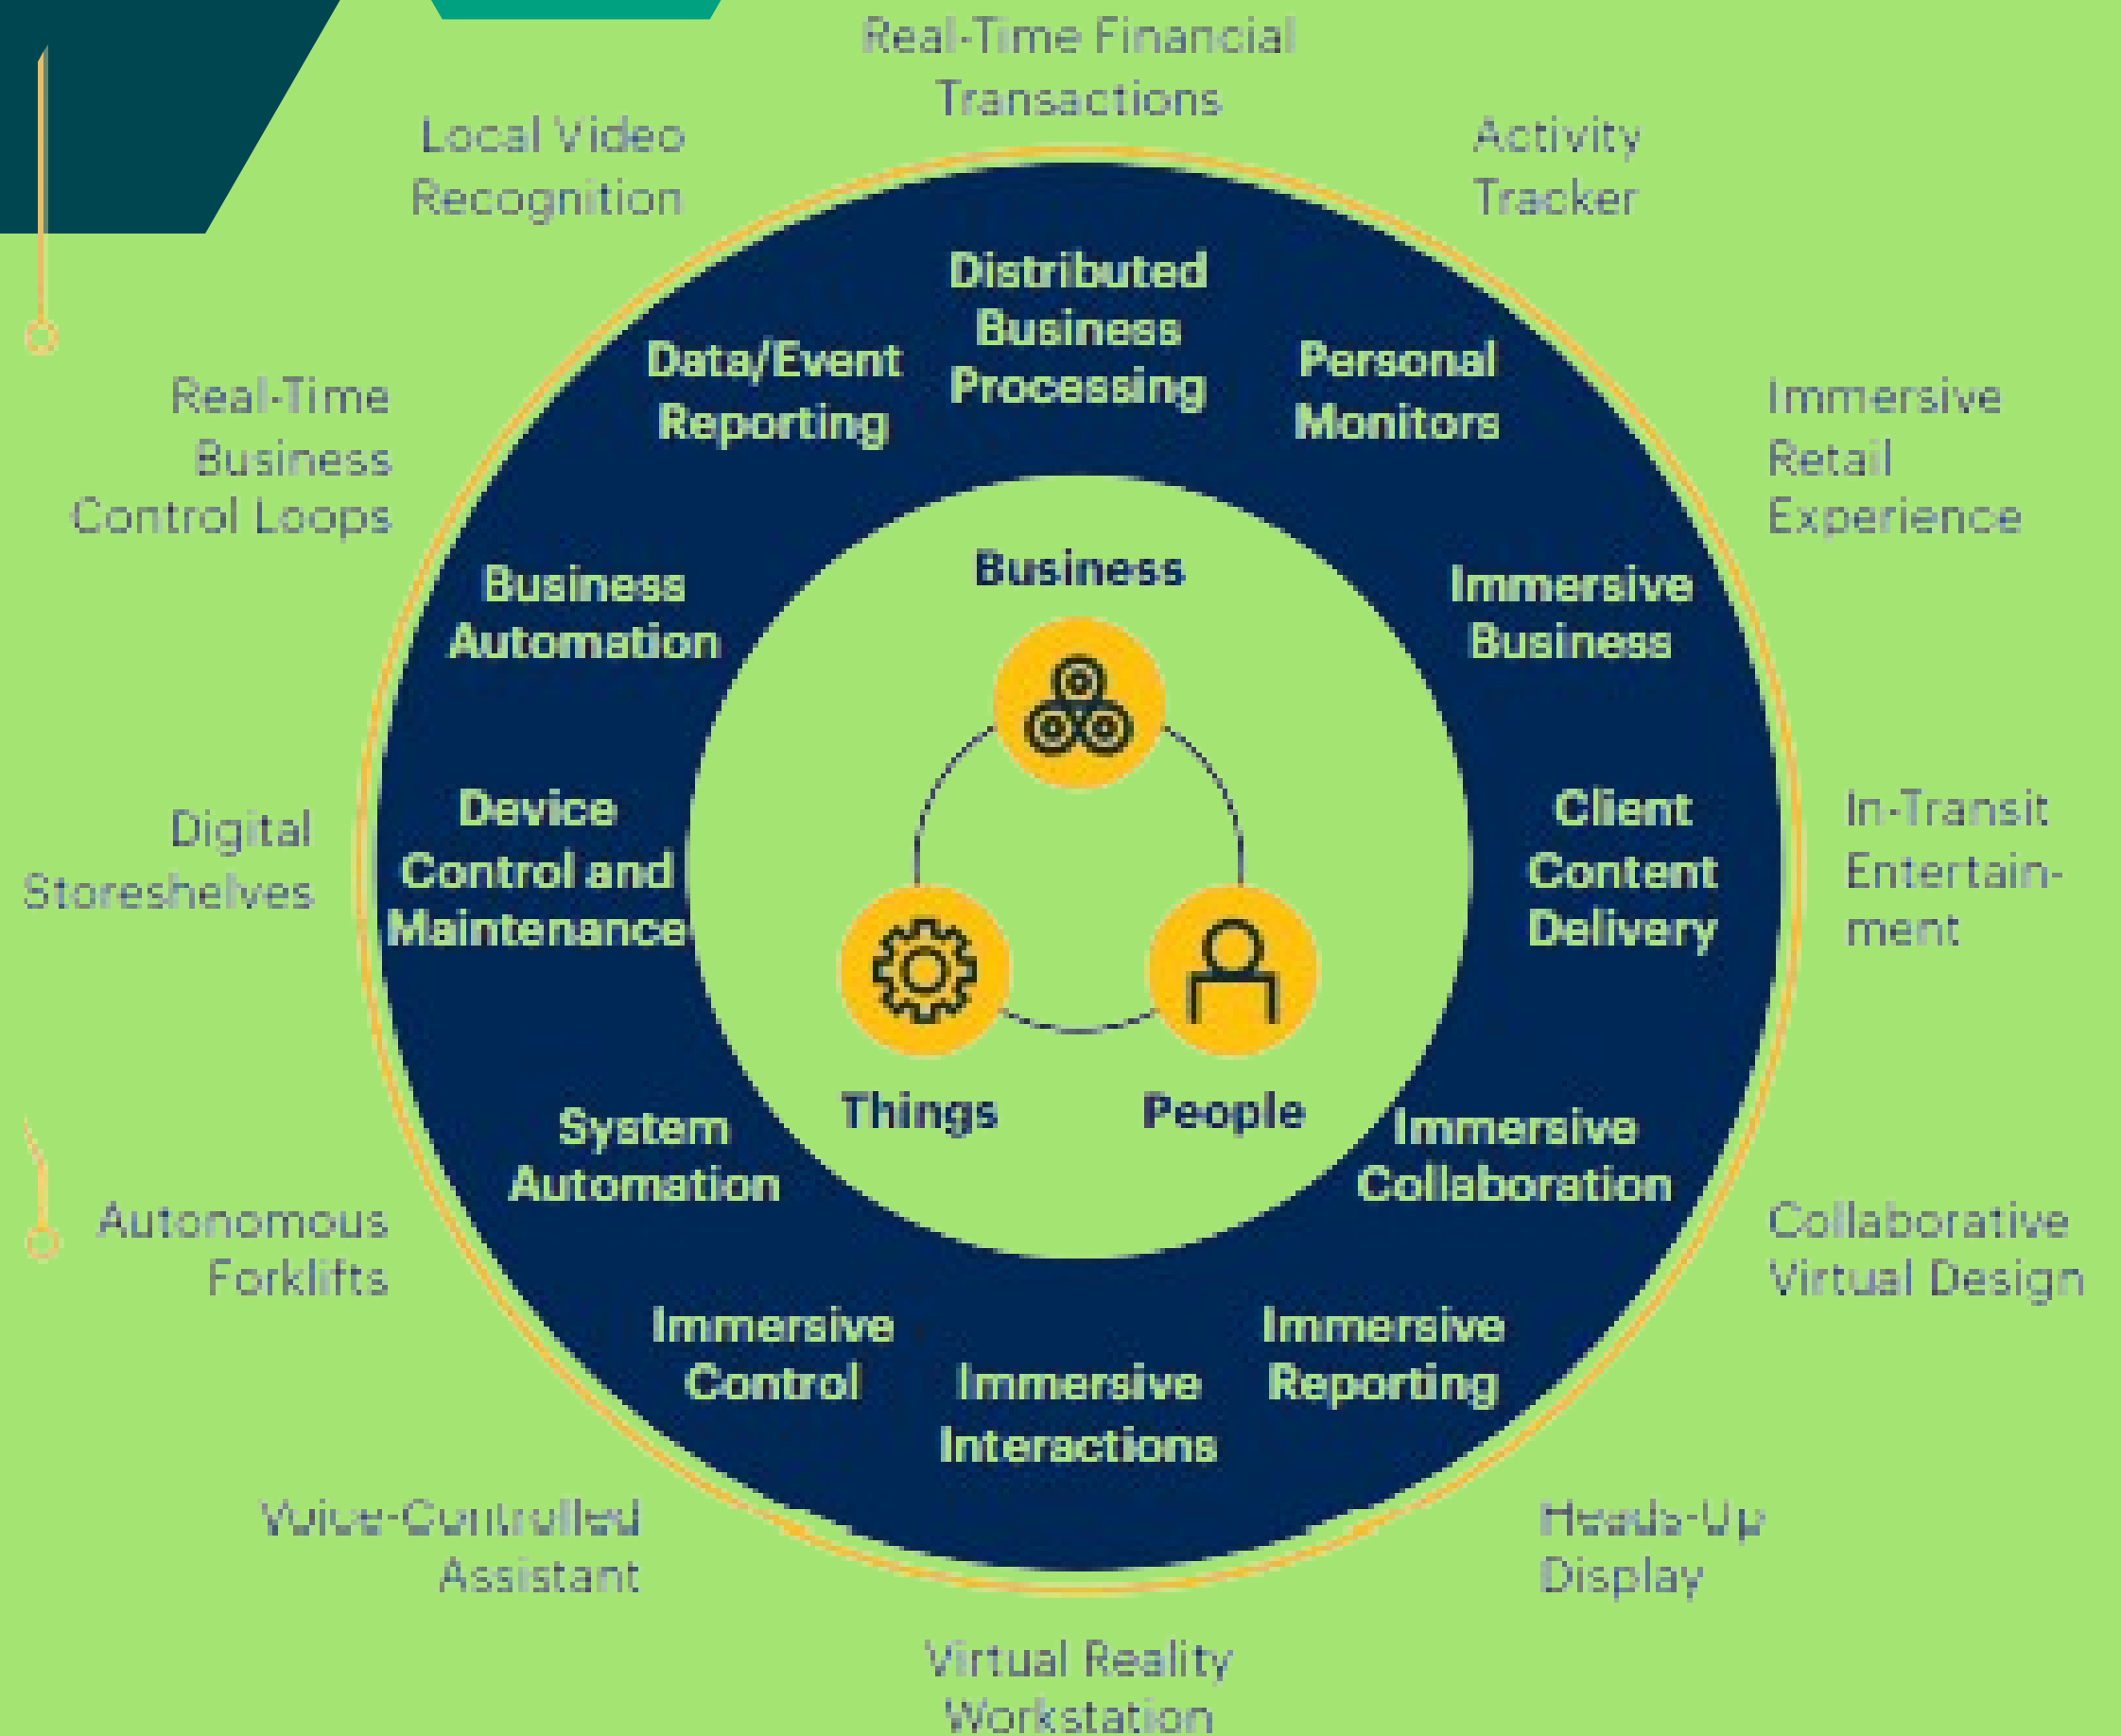 Real-Time Financial
Transactions
Activity
Tracker
Immersive
Retail
Experience
In-Transit
Entertain-
ment
Collaborative
Virtual Design
Heads-Up
Display
Virtual Reality
Workstation
Voice-Controlled
Assistant
Autonomous
Forklifts
Digital
Storeshelves
Real-Time
Business
Control Loops
Local Video
Recognition
Distributed
Business
Processing
Personal
Monitors
Immersive
Business
Client
Content
Delivery
Immersive
Collaboration
Immersive
Reporting
Immersive
Interactions
Immersive
Control
System
Automation
Device
Control and
Maintenance
Business
Automation
Data/Event
Reporting
Business
Things
People